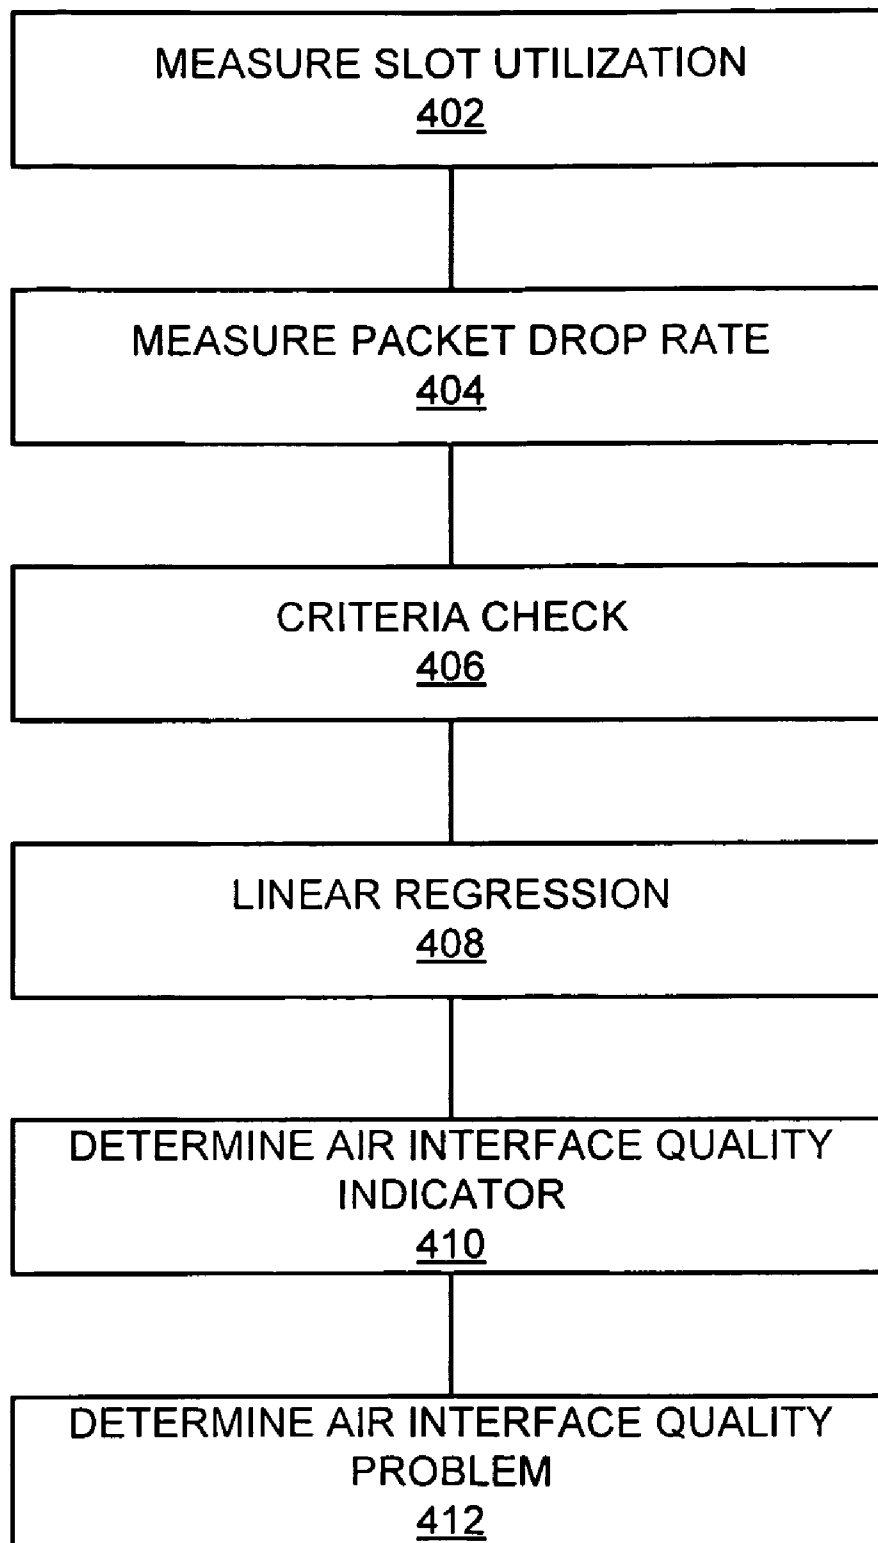 MEASURE SLOT UTILIZATION
402
MEASURE PACKET DROP RATE
404
CRITERIA CHECK
406
LINEAR REGRESSION
408
DETERMINE AIR INTERFACE QUALITY
INDICATOR
410
DETERMINE AIR INTERFACE QUALITY
PROBLEM
412